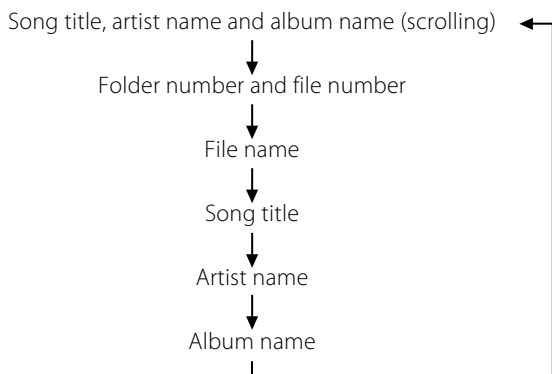 Song title, artist name and album name (scrolling)
Folder number and file number
File name
Song title
Artist name
Album name